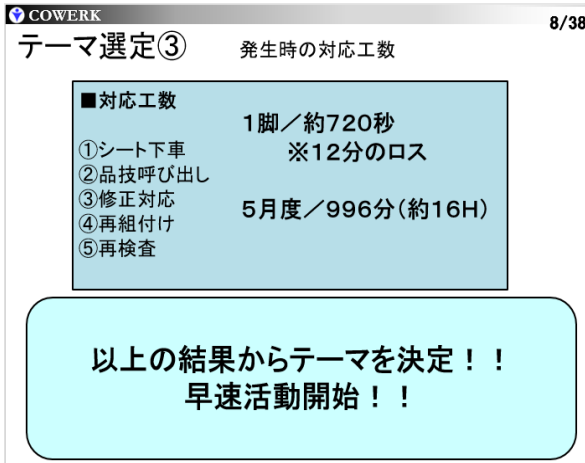 COWERK
8/38
テーマ選定③ 発生時の対応工数
■対応工数
①シート下車
②品技呼び出し
③修正対応
④再組付け
⑤再検査
1脚／約720秒
※12分のロス
5月度／996分(約16H)
以上の結果からテーマを決定！！
早速活動開始！！